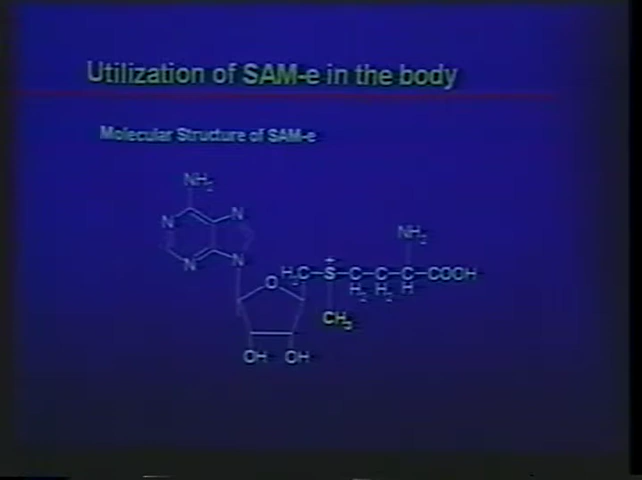 Utilization of SAM-e in the body
Molecular Structure of SAM-e
NH2
N N
N N
NH2
O H2C-S+-C-C-C-COOH
H2 H2 H
CH3
OH OH